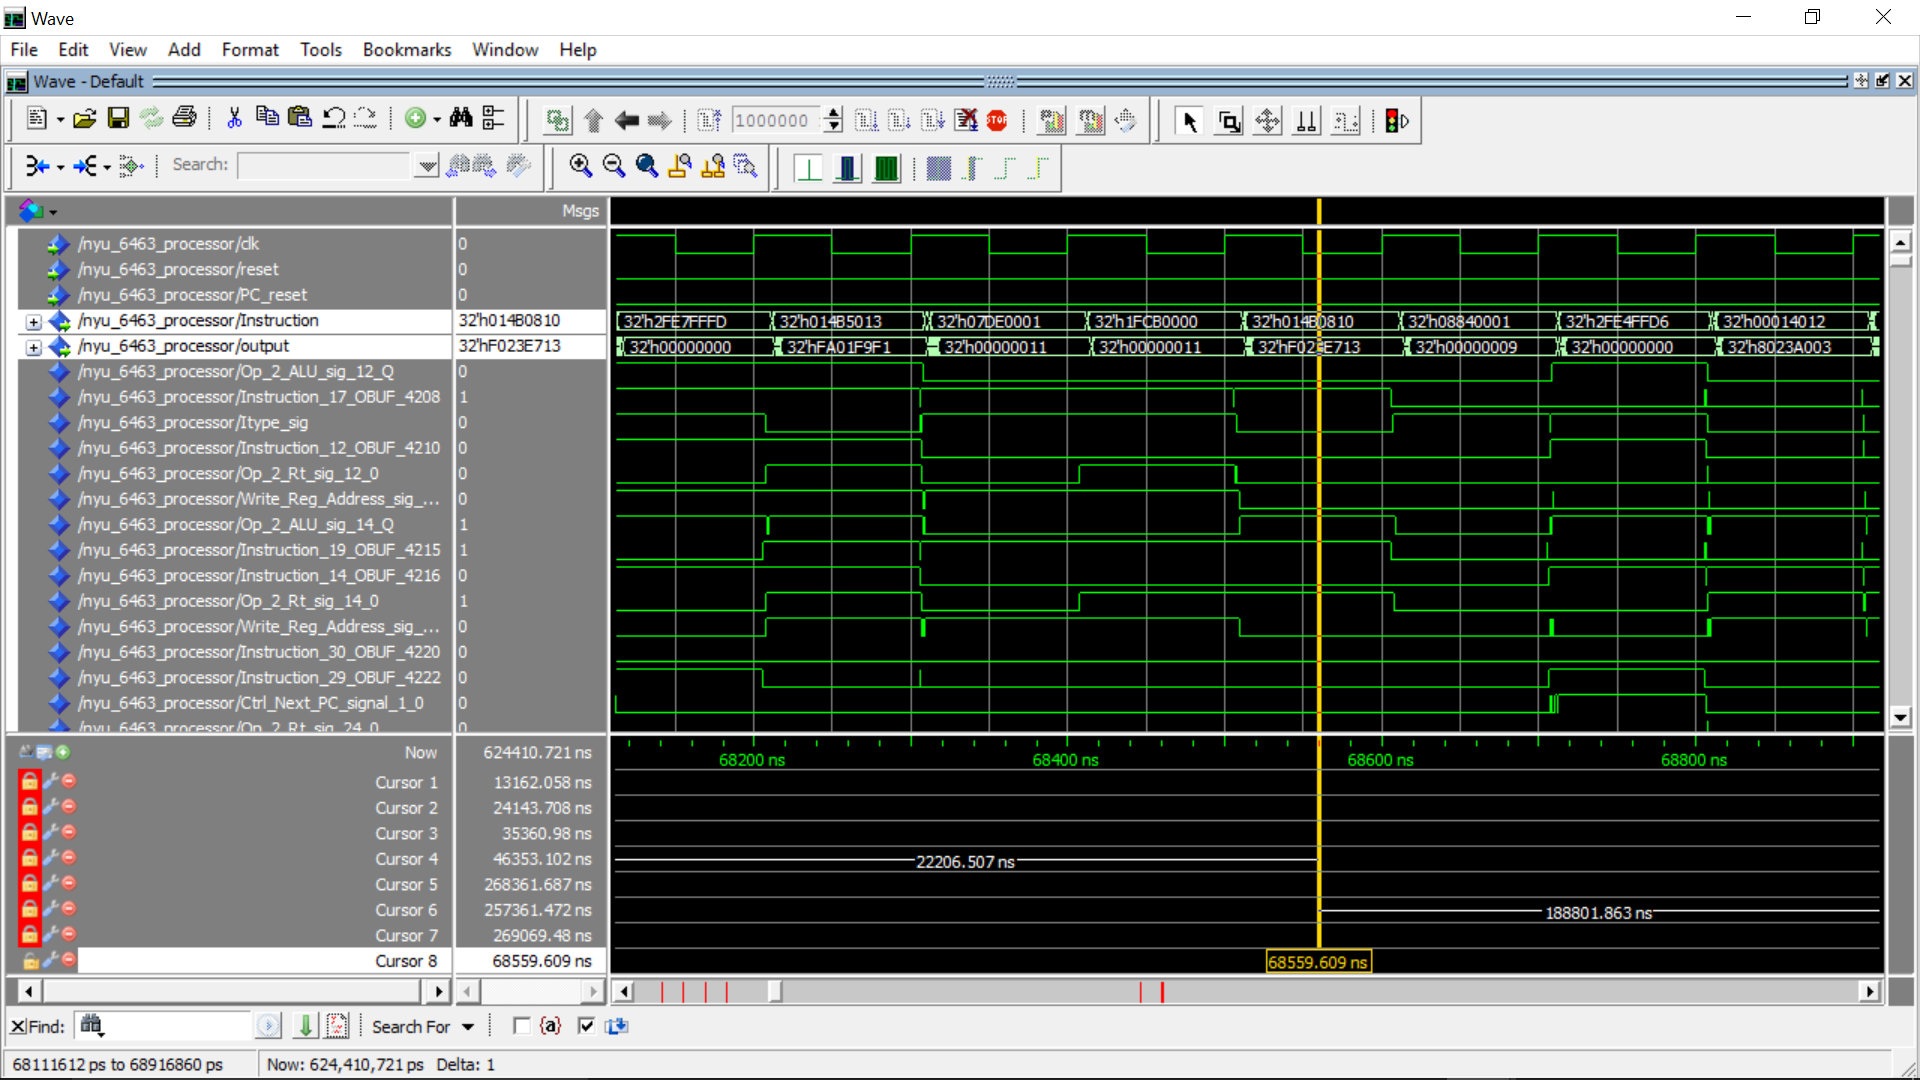 Wave
File Edit View Add Format Tools Bookmarks Window Help
Wave - Default
1000000
STOP
Search:
Msgs
/nyu_6463_processor/clk 0
/nyu_6463_processor/reset 0
/nyu_6463_processor/PC_reset 0
/nyu_6463_processor/Instruction 32'h014B0810 32'h2FE7FFFD 32'h014B5013 32'h07DE0001 32'h1FCB0000 32'h014B0810 32'h08840001 32'h2FE4FFD6 32'h00014012
/nyu_6463_processor/output 32'hF023E713 32'h00000000 32'hFA01F9F1 32'h00000011 32'h00000011 32'hF023E713 32'h00000009 32'h00000000 32'h8023A003
/nyu_6463_processor/Op_2_ALU_sig_12_Q 0
/nyu_6463_processor/Instruction_17_OBUF_4208 1
/nyu_6463_processor/Itype_sig 0
/nyu_6463_processor/Instruction_12_OBUF_4210 0
/nyu_6463_processor/Op_2_Rt_sig_12_0 0
/nyu_6463_processor/Write_Reg_Address_sig_... 0
/nyu_6463_processor/Op_2_ALU_sig_14_Q 1
/nyu_6463_processor/Instruction_19_OBUF_4215 1
/nyu_6463_processor/Instruction_14_OBUF_4216 0
/nyu_6463_processor/Op_2_Rt_sig_14_0 1
/nyu_6463_processor/Write_Reg_Address_sig_... 0
/nyu_6463_processor/Instruction_30_OBUF_4220 0
/nyu_6463_processor/Instruction_29_OBUF_4222 0
/nyu_6463_processor/Ctrl_Next_PC_signal_1_0 0
/nyu_6463_processor/Op_2_Rt_sig_24_0 0
Now 624410.721 ns 68200 ns 68400 ns 68600 ns 68800 ns
Cursor 1 13162.058 ns
Cursor 2 24143.708 ns
Cursor 3 35360.98 ns
Cursor 4 46353.102 ns 22206.507 ns
Cursor 5 268361.687 ns
Cursor 6 257361.472 ns 188801.863 ns
Cursor 7 269069.48 ns
Cursor 8 68559.609 ns 68559.609 ns
Find: Search For {a}
68111612 ps to 68916860 ps Now: 624,410,721 ps Delta: 1